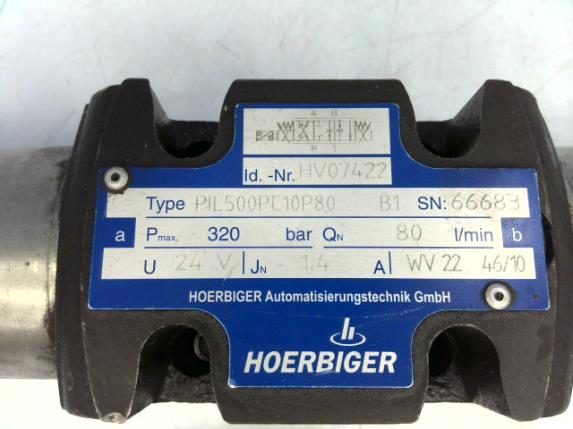 A B
P T
Id. -Nr. HV07422
Type PIL500PC10P80 B1 SN: 66683
a Pmax. 320 bar QN 80 l/min b
U 24 V JN 1.4 A WV 22 46/10
HOERBIGER Automatisierungstechnik GmbH
HOERBIGER